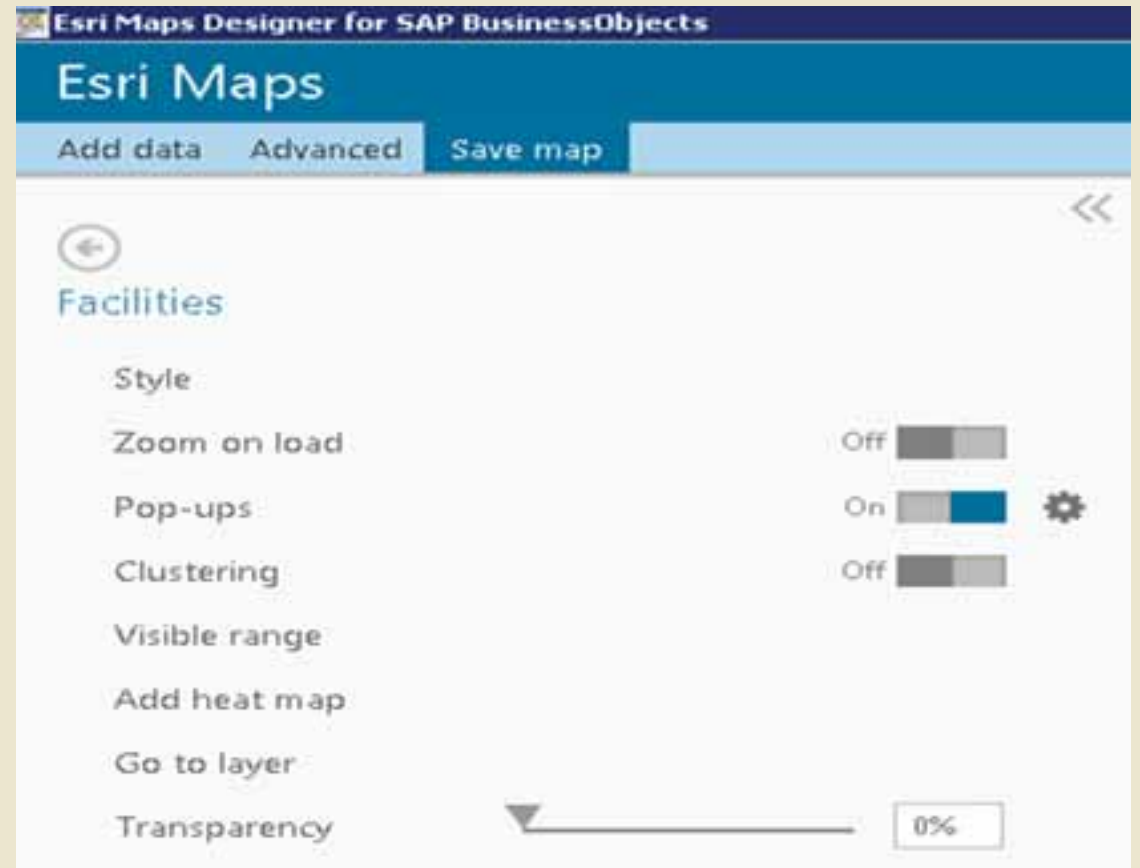 Esri Maps Designer for SAP BusinessObjects
Esri Maps
Add data Advanced Save map
Facilities
Style
Zoom on load Off
Pop-ups On
Clustering Off
Visible range
Add heat map
Go to layer
Transparency 0%